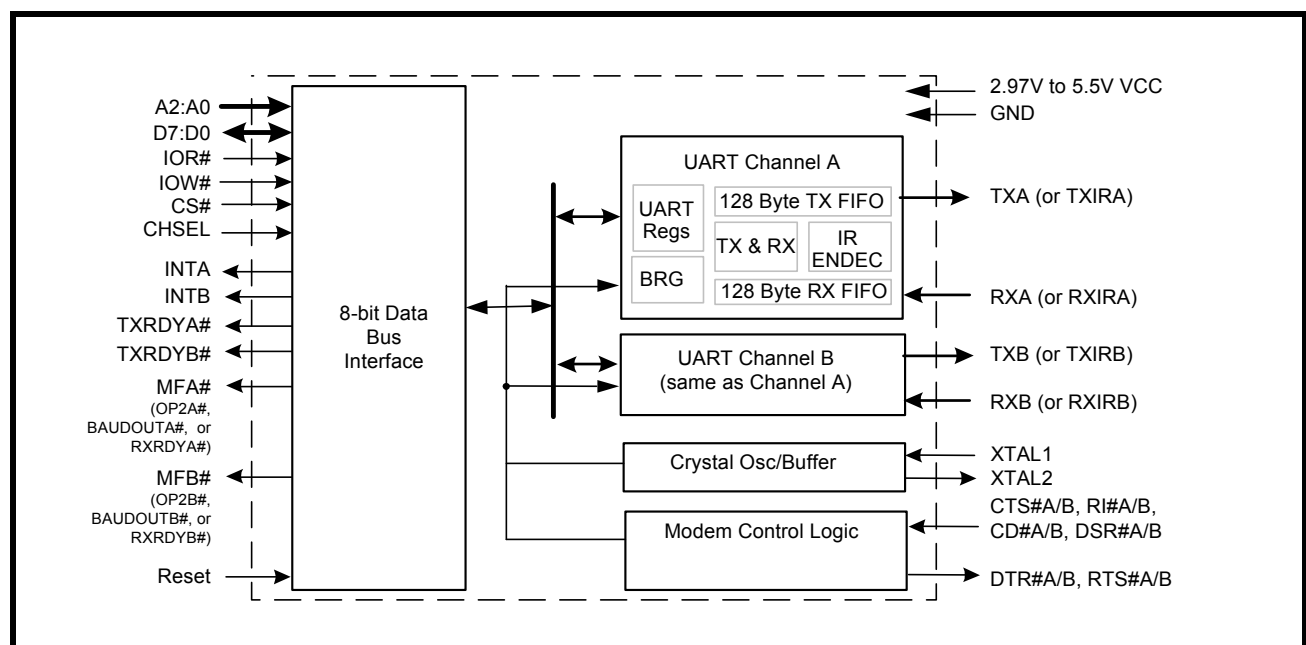 A2:A0
D7:D0
IOR#
IOW#
CS#
CHSEL
INTA
INTB
TXRDYA#
TXRDYB#
MFA#
(OP2A#,
BAUDOUTA#, or
RXRDYA#)
MFB#
(OP2B#,
BAUDOUTB#, or
RXRDYB#)
Reset
8-bit Data
Bus
Interface
UART Channel A
UART
Regs
BRG
128 Byte TX FIFO
TX & RX
IR
ENDEC
128 Byte RX FIFO
UART Channel B
(same as Channel A)
Crystal Osc/Buffer
Modem Control Logic
2.97V to 5.5V VCC
GND
TXA (or TXIRA)
RXA (or RXIRA)
TXB (or TXIRB)
RXB (or RXIRB)
XTAL1
XTAL2
CTS#A/B, RI#A/B,
CD#A/B, DSR#A/B
DTR#A/B, RTS#A/B